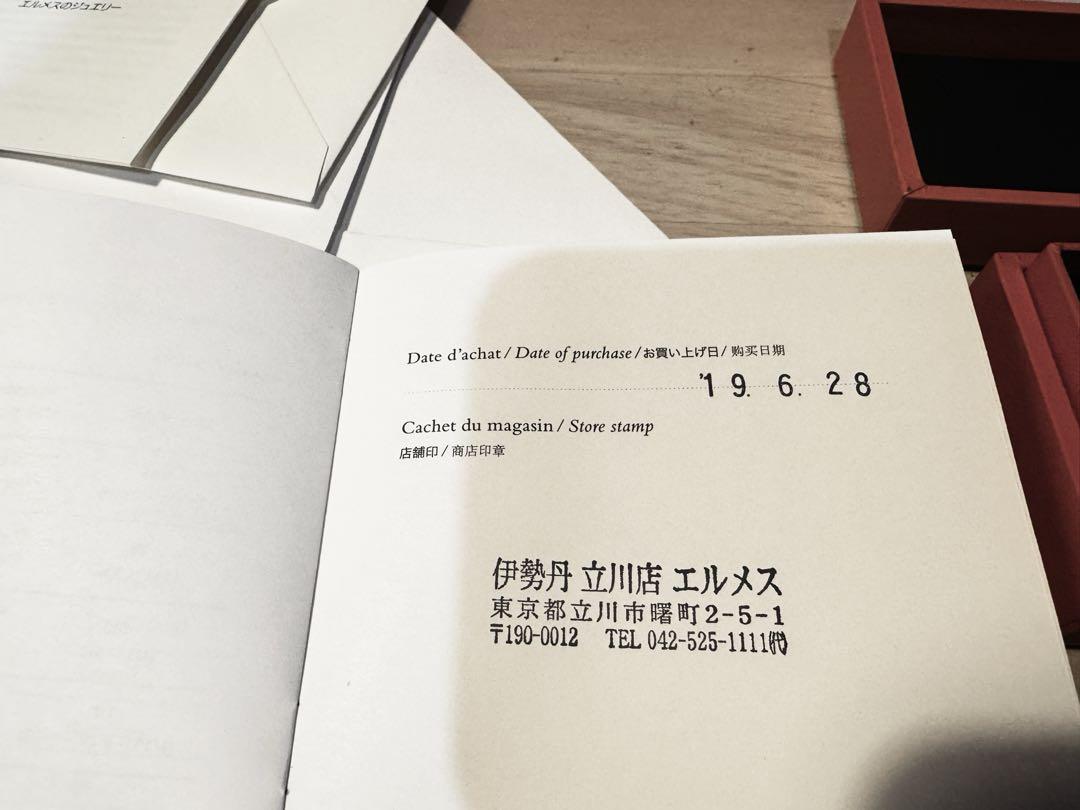 エルメスのジュエリー
Date d'achat / Date of purchase / お買い上げ日 / 购买日期
'19. 6. 28
Cachet du magasin / Store stamp
店舗印 / 商店印章
伊勢丹 立川店 エルメス
東京都立川市曙町2-5-1
〒190-0012 TEL 042-525-1111㈹